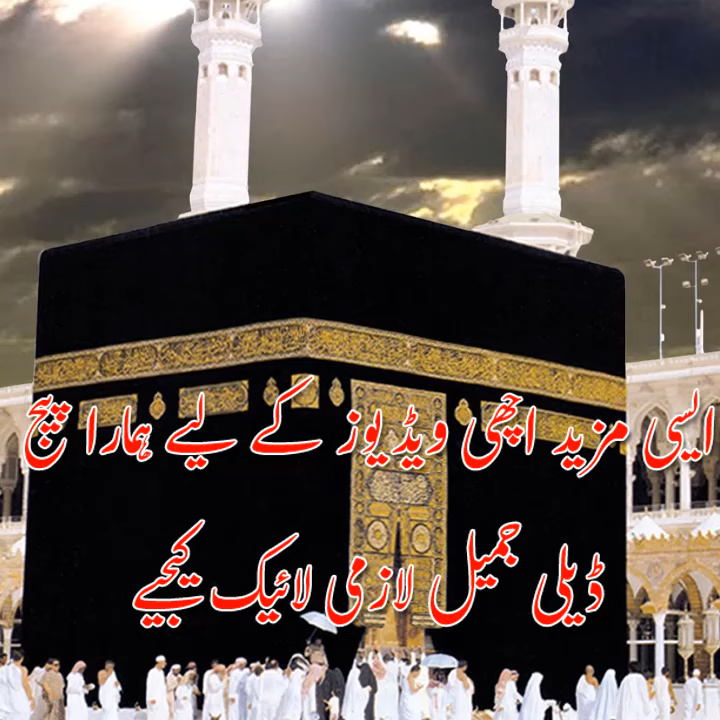 ایسی مزید اچھی ویڈیوز کے لیے ہمارا پیج
ڈیلی جمیل لازمی لائیک کیجیے